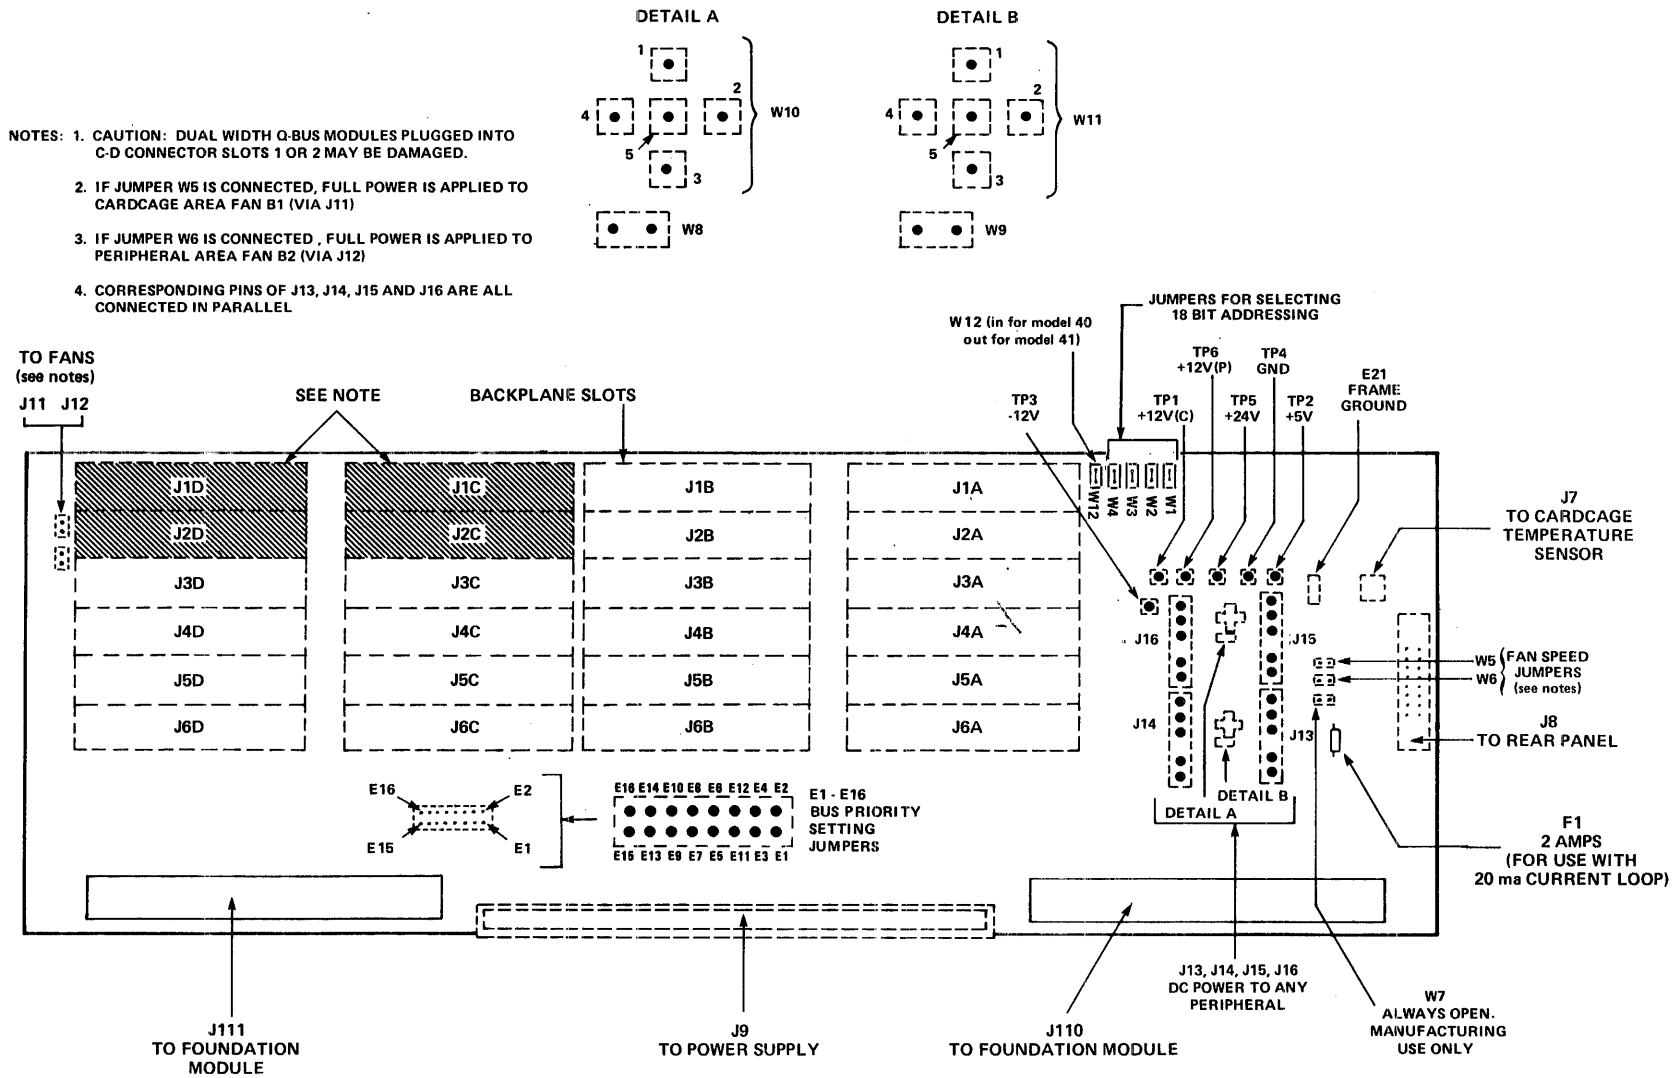 DETAIL A
1
2
4
5
3
W10
W8
DETAIL B
1
2
4
5
3
W11
W9
NOTES: 1. CAUTION: DUAL WIDTH Q-BUS MODULES PLUGGED INTO
C-D CONNECTOR SLOTS 1 OR 2 MAY BE DAMAGED.
2. IF JUMPER W5 IS CONNECTED, FULL POWER IS APPLIED TO
CARDCAGE AREA FAN B1 (VIA J11)
3. IF JUMPER W6 IS CONNECTED , FULL POWER IS APPLIED TO
PERIPHERAL AREA FAN B2 (VIA J12)
4. CORRESPONDING PINS OF J13, J14, J15 AND J16 ARE ALL
CONNECTED IN PARALLEL
TO FANS
(see notes)
J11 J12
SEE NOTE
BACKPLANE SLOTS
W12 (in for model 40
out for model 41)
JUMPERS FOR SELECTING
18 BIT ADDRESSING
TP3
-12V
TP1
+12V(C)
TP6
+12V(P)
TP5
+24V
TP4
GND
TP2
+5V
E21
FRAME
GROUND
J7
TO CARDCAGE
TEMPERATURE
SENSOR
J1D J1C J1B J1A
J2D J2C J2B J2A
J3D J3C J3B J3A
J4D J4C J4B J4A
J5D J5C J5B J5A
J6D J6C J6B J6A
W12 W4 W3 W2 W1
J16
J15
J14
J13
DETAIL B
DETAIL A
W5
W6
FAN SPEED
JUMPERS
(see notes)
J8
TO REAR PANEL
F1
2 AMPS
(FOR USE WITH
20 ma CURRENT LOOP)
E16 E2
E15 E1
E16 E14 E10 E8 E6 E12 E4 E2
E15 E13 E9 E7 E5 E11 E3 E1
E1 - E16
BUS PRIORITY
SETTING
JUMPERS
J111
TO FOUNDATION
MODULE
J9
TO POWER SUPPLY
J110
TO FOUNDATION MODULE
J13, J14, J15, J16
DC POWER TO ANY
PERIPHERAL
W7
ALWAYS OPEN.
MANUFACTURING
USE ONLY